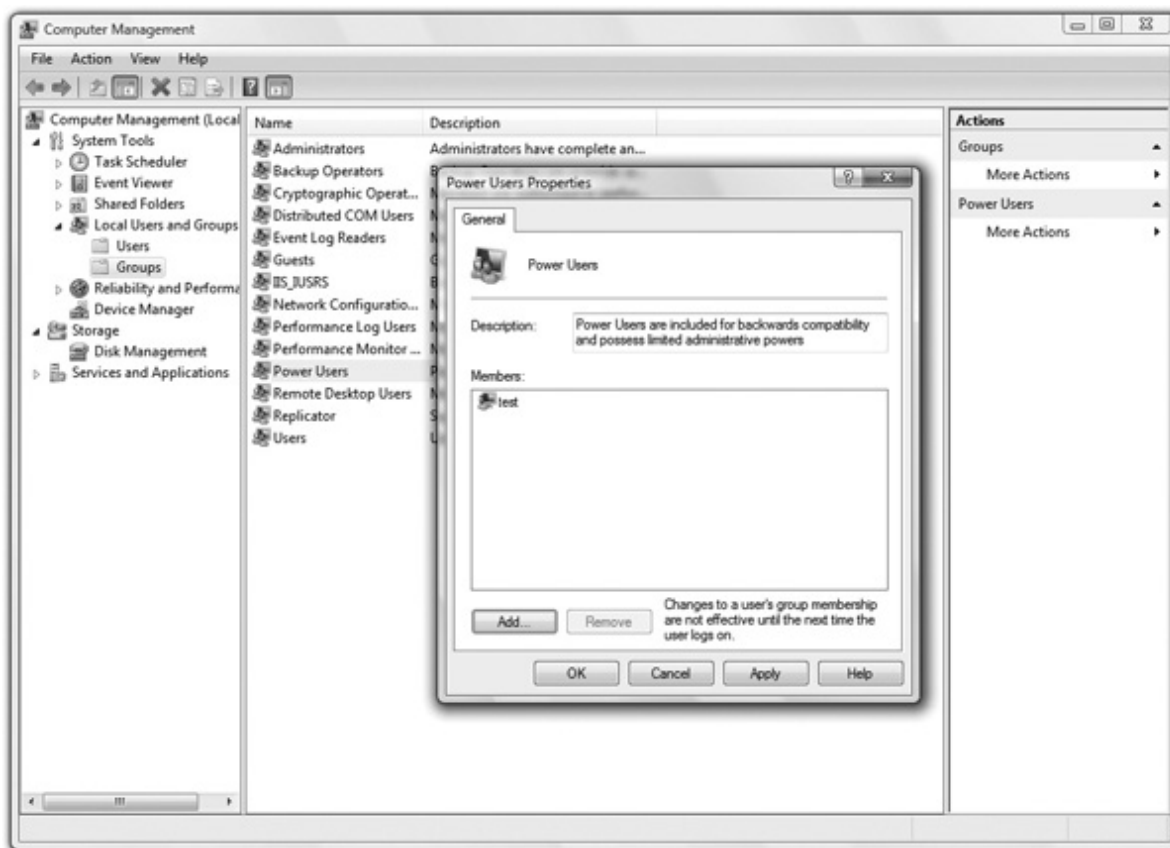 Computer Management
File Action View Help
Computer Management (Local
System Tools
Task Scheduler
Event Viewer
Shared Folders
Local Users and Groups
Users
Groups
Reliability and Performa
Device Manager
Storage
Disk Management
Services and Applications
Name Description
Administrators Administrators have complete an...
Backup Operators
Cryptographic Operat...
Distributed COM Users
Event Log Readers
Guests
IIS_IUSRS
Network Configuratio...
Performance Log Users
Performance Monitor ...
Power Users
Remote Desktop Users
Replicator
Users
Power Users Properties
General
Power Users
Description: Power Users are included for backwards compatibility
and possess limited administrative powers
Members:
test
Add... Remove
Changes to a user's group membership
are not effective until the next time the
user logs on.
OK Cancel Apply Help
Actions
Groups
More Actions
Power Users
More Actions